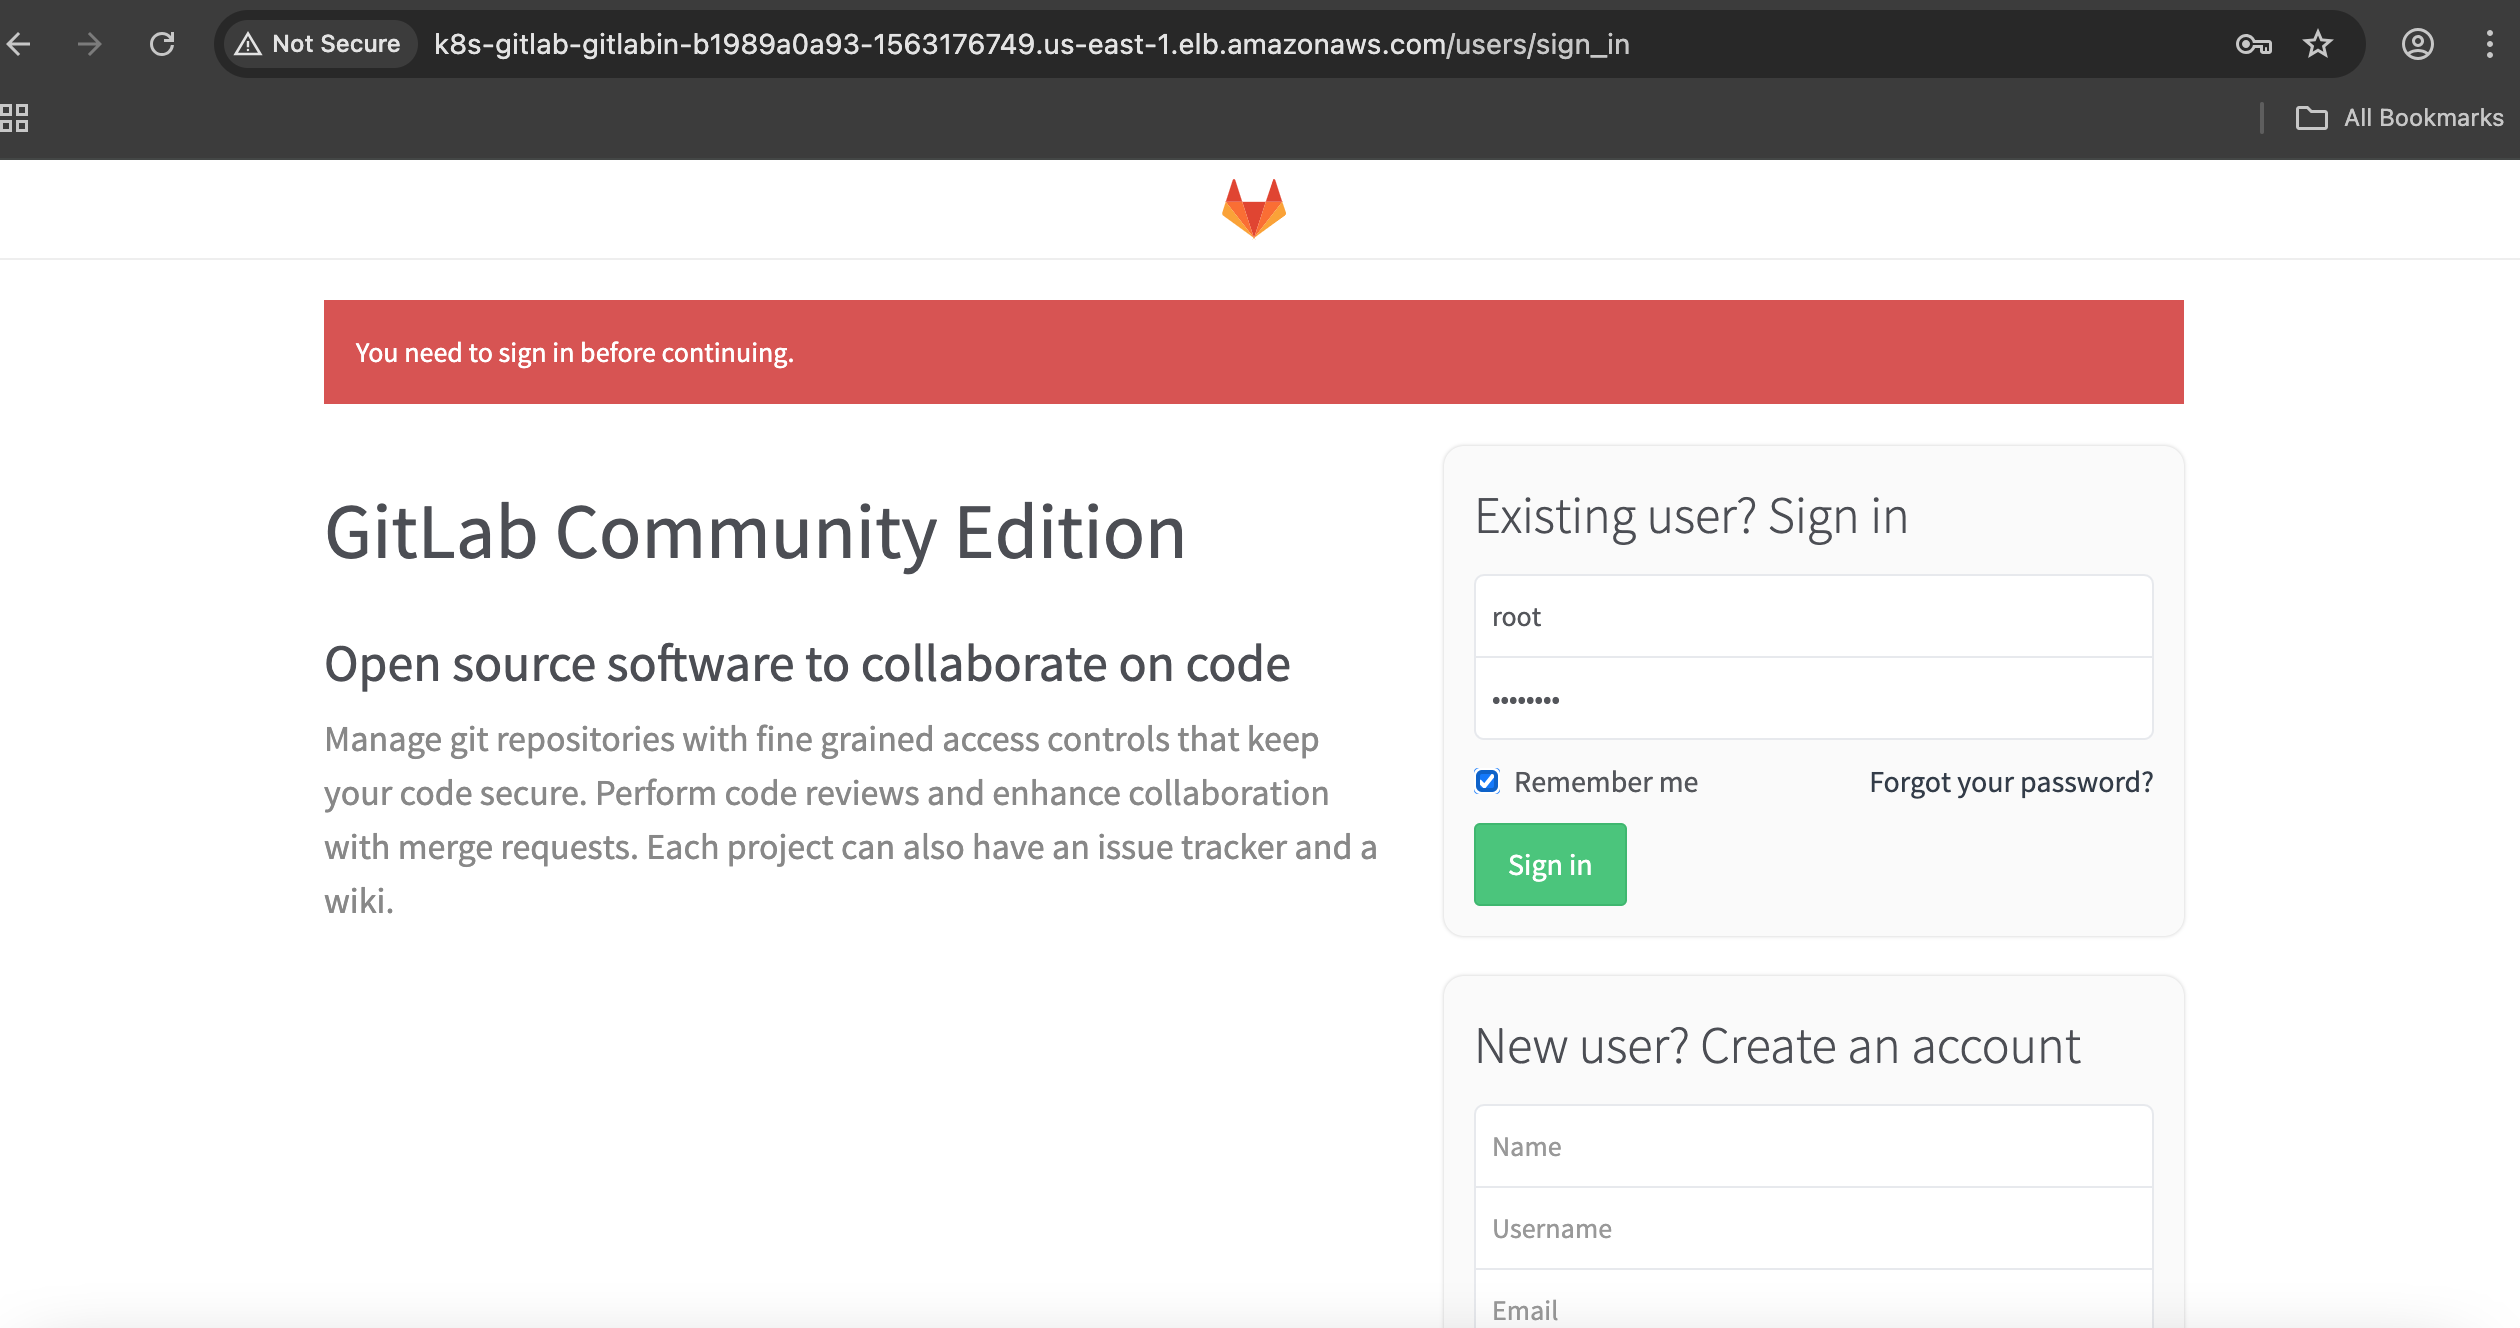 Not Secure
k8s-gitlab-gitlabin-b1989a0a93-1563176749.us-east-1.elb.amazonaws.com/users/sign_in
All Bookmarks
You need to sign in before continuing.
GitLab Community Edition
Open source software to collaborate on code
Manage git repositories with fine grained access controls that keep
your code secure. Perform code reviews and enhance collaboration
with merge requests. Each project can also have an issue tracker and a
wiki.
Existing user? Sign in
root
••••••••
Remember me
Forgot your password?
Sign in
New user? Create an account
Name
Username
Email